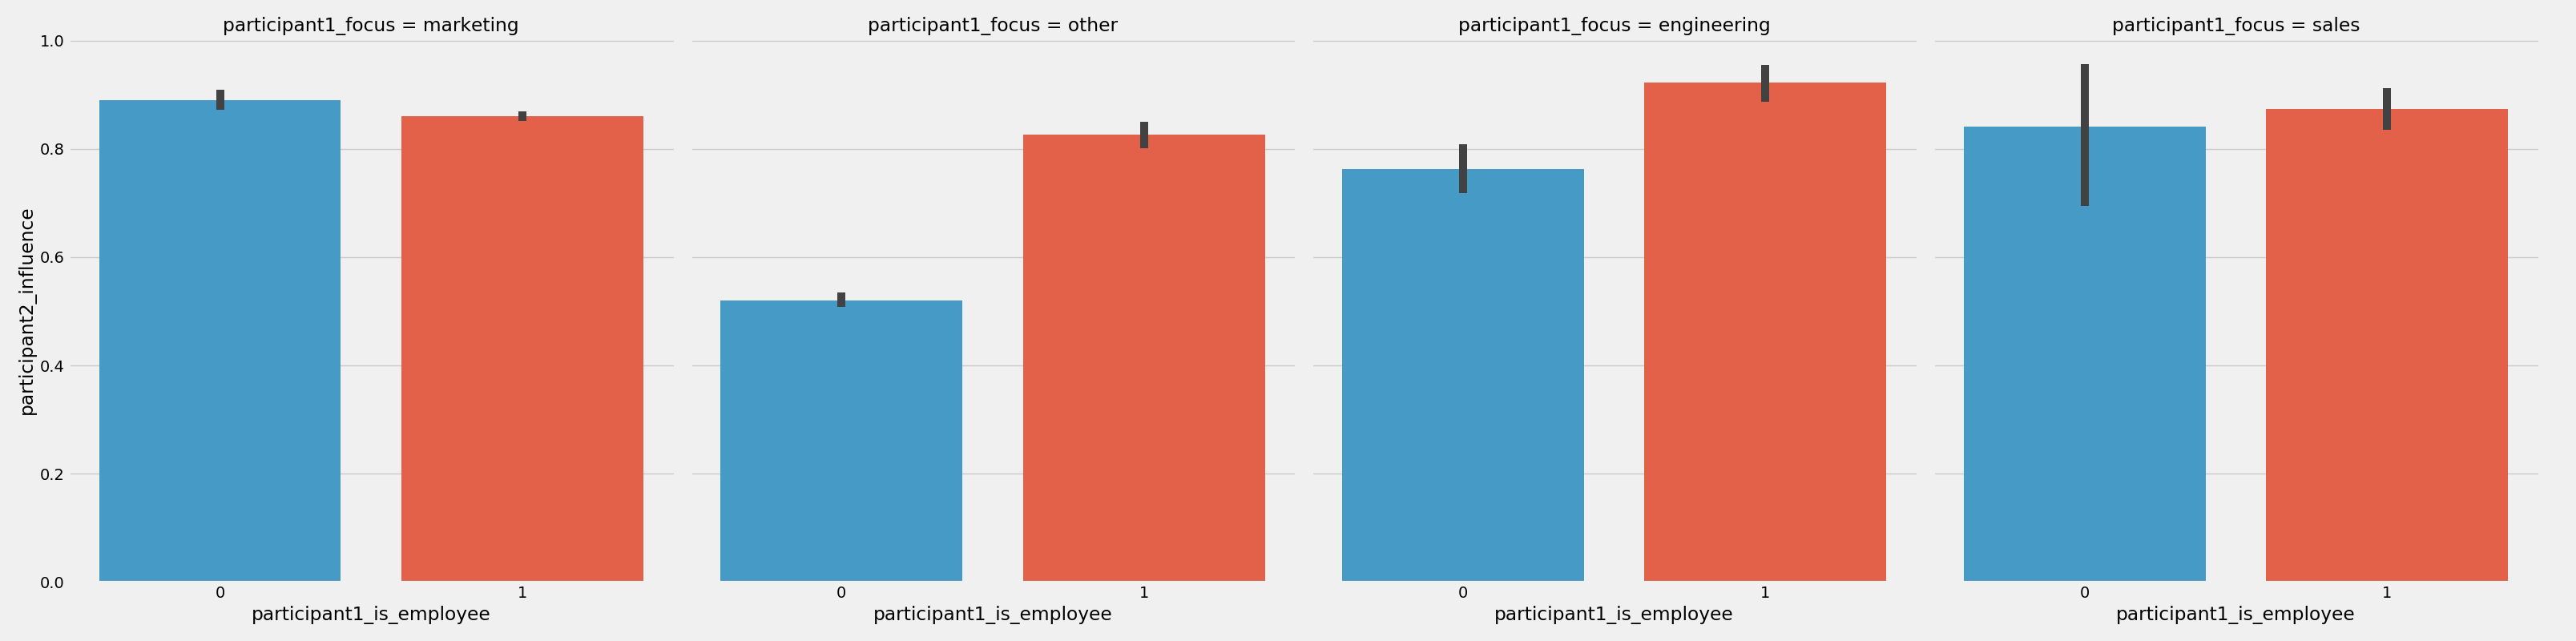 participant1_focus = marketing
participant1_focus = other
participant1_focus = engineering
participant1_focus = sales
participant2_influence
1.0
0.8
0.6
0.4
0.2
0.0
0 1
0 1
0 1
0 1
participant1_is_employee
participant1_is_employee
participant1_is_employee
participant1_is_employee